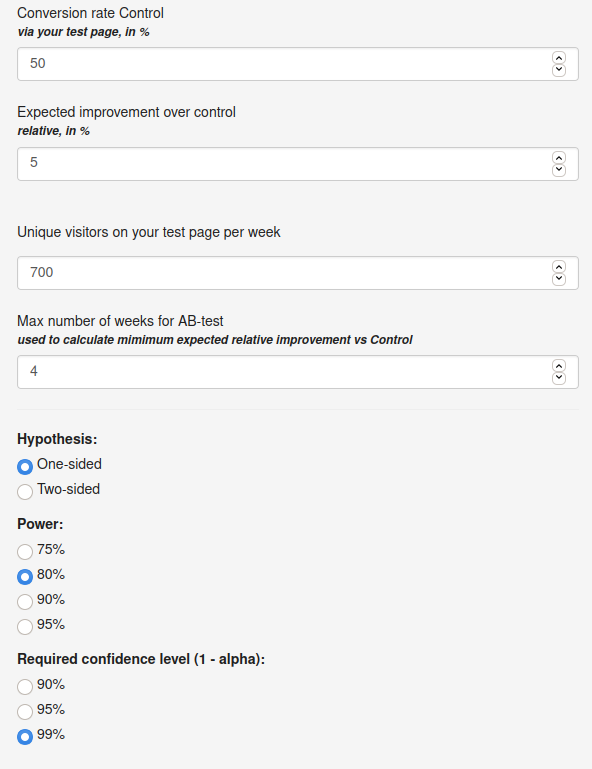 Conversion rate Control
via your test page, in %
50
Expected improvement over control
relative, in %
5
Unique visitors on your test page per week
700
Max number of weeks for AB-test
used to calculate mimimum expected relative improvement vs Control
4
Hypothesis:
One-sided
Two-sided
Power:
75%
80%
90%
95%
Required confidence level (1 - alpha):
90%
95%
99%